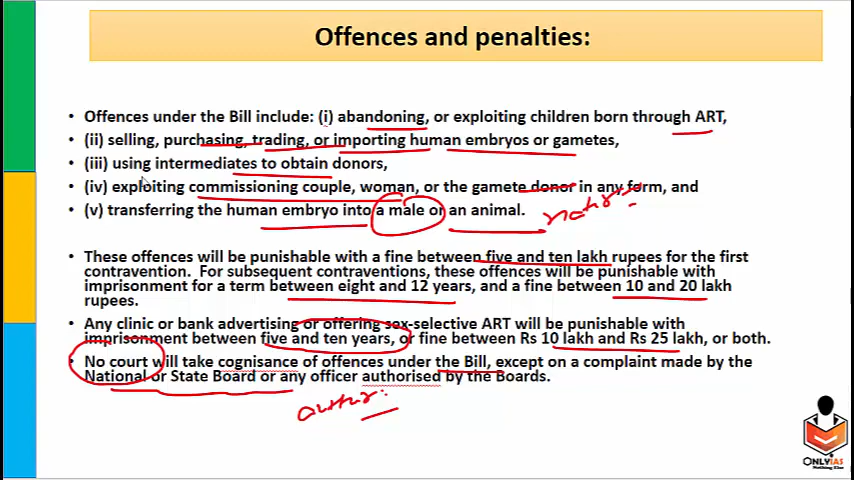 Offences and penalties:
• Offences under the Bill include: (i) abandoning, or exploiting children born through ART,
• (ii) selling, purchasing, trading, or importing human embryos or gametes,
• (iii) using intermediates to obtain donors,
• (iv) exploiting commissioning couple, woman, or the gamete donor in any form, and
• (v) transferring the human embryo into a male or an animal.
• These offences will be punishable with a fine between five and ten lakh rupees for the first
contravention. For subsequent contraventions, these offences will be punishable with
imprisonment for a term between eight and 12 years, and a fine between 10 and 20 lakh
rupees.
• Any clinic or bank advertising or offering sex-selective ART will be punishable with
imprisonment between five and ten years, or fine between Rs 10 lakh and Rs 25 lakh, or both.
• No court will take cognisance of offences under the Bill, except on a complaint made by the
National or State Board or any officer authorised by the Boards.
ONLYIAS
Nothing Else